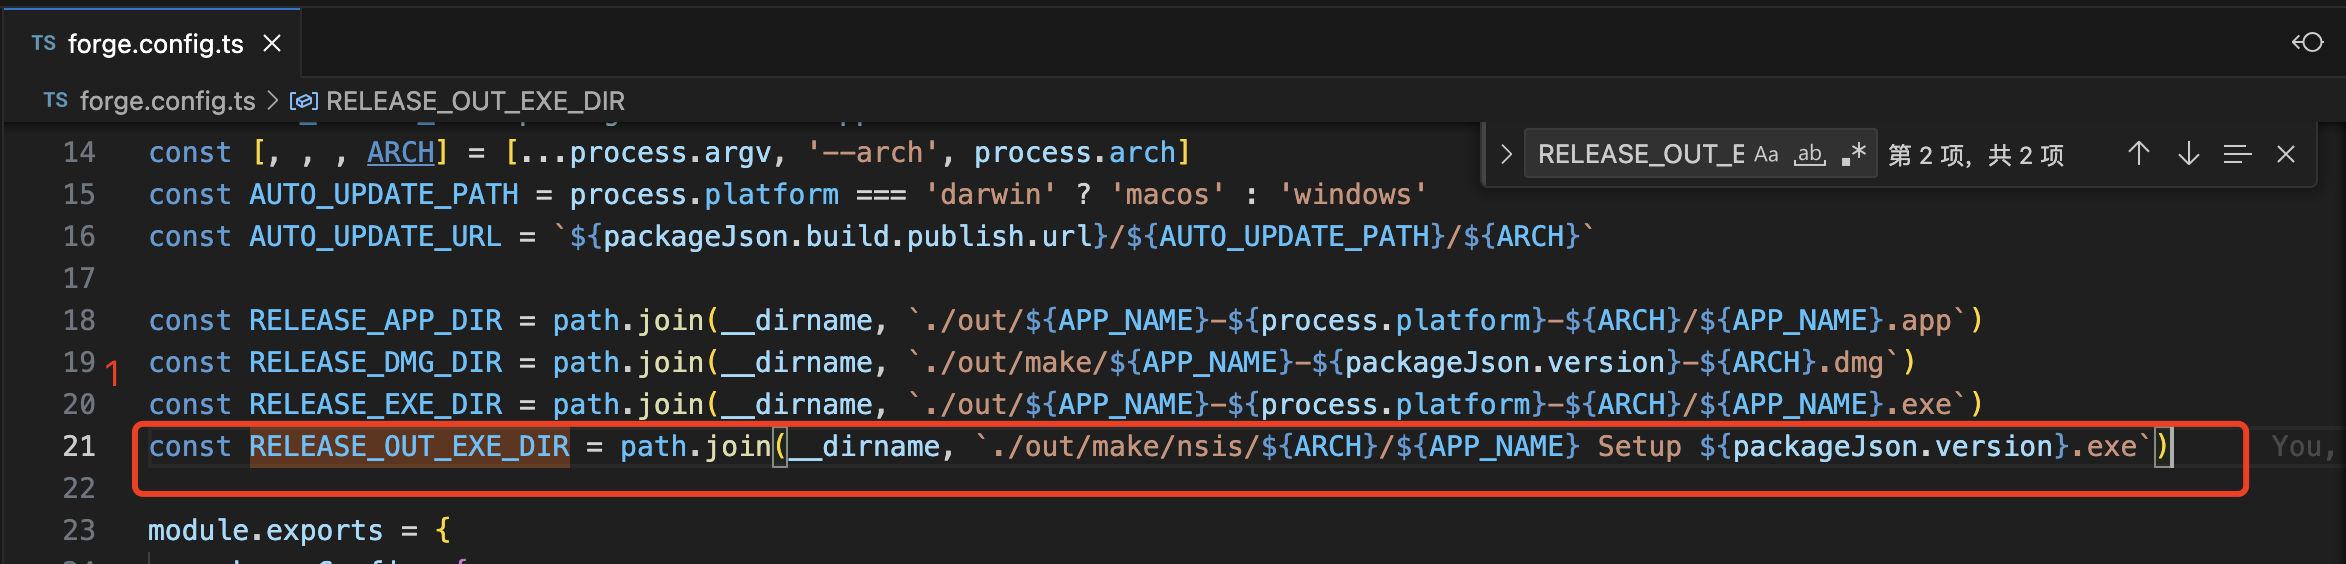 TS forge.config.ts
TS forge.config.ts > RELEASE_OUT_EXE_DIR
RELEASE_OUT_E Aa ab .* 第 2 项，共 2 项
14 const [, , , ARCH] = [...process.argv, '--arch', process.arch]
15 const AUTO_UPDATE_PATH = process.platform === 'darwin' ? 'macos' : 'windows'
16 const AUTO_UPDATE_URL = `${packageJson.build.publish.url}/${AUTO_UPDATE_PATH}/${ARCH}`
17
18 const RELEASE_APP_DIR = path.join(__dirname, `./out/${APP_NAME}-${process.platform}-${ARCH}/${APP_NAME}.app`)
19 const RELEASE_DMG_DIR = path.join(__dirname, `./out/make/${APP_NAME}-${packageJson.version}-${ARCH}.dmg`)
1
20 const RELEASE_EXE_DIR = path.join(__dirname, `./out/${APP_NAME}-${process.platform}-${ARCH}/${APP_NAME}.exe`)
21 const RELEASE_OUT_EXE_DIR = path.join(__dirname, `./out/make/nsis/${ARCH}/${APP_NAME} Setup ${packageJson.version}.exe`) You,
22
23 module.exports = {